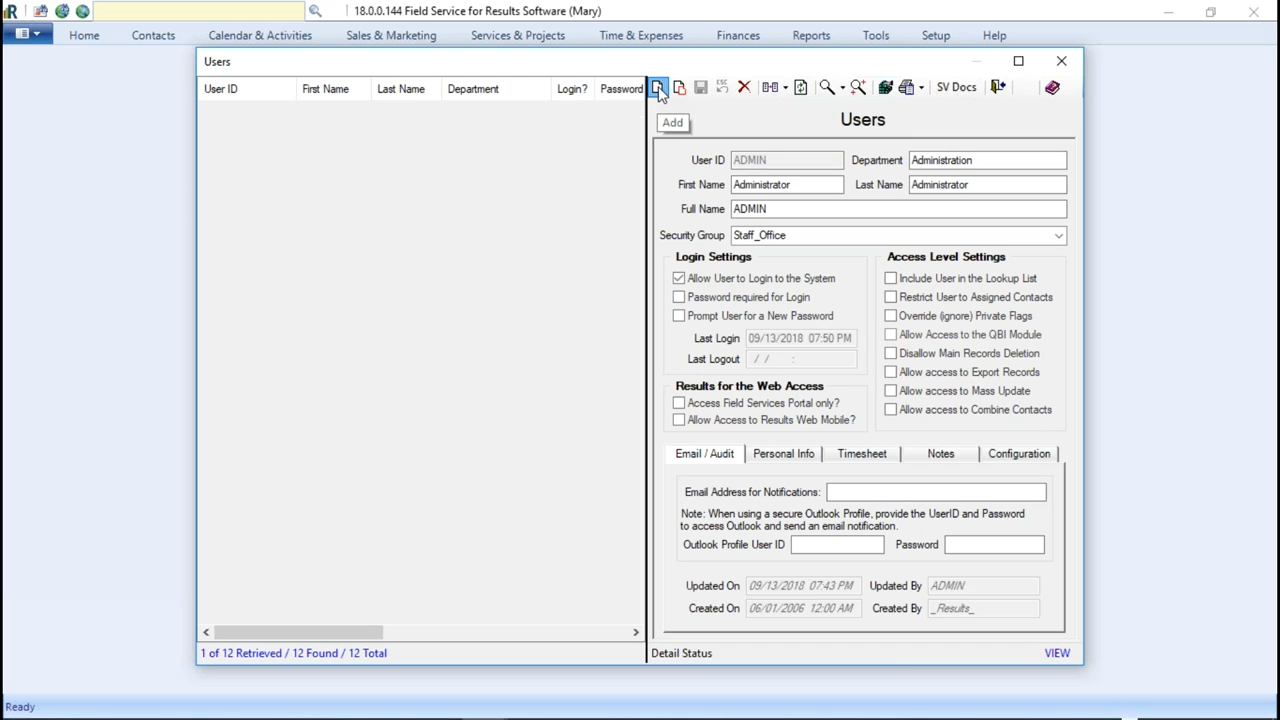 18.0.0.144 Field Service for Results Software (Mary)
Home Contacts Calendar & Activities Sales & Marketing Services & Projects Time & Expenses Finances Reports Tools Setup Help
Users
User ID First Name Last Name Department Login? Password
SV Docs
Add
Users
User ID ADMIN Department Administration
First Name Administrator Last Name Administrator
Full Name ADMIN
Security Group Staff_Office
Login Settings Access Level Settings
Allow User to Login to the System Include User in the Lookup List
Password required for Login Restrict User to Assigned Contacts
Prompt User for a New Password Override (ignore) Private Flags
Last Login 09/13/2018 07:50 PM Allow Access to the QBI Module
Last Logout / / : Disallow Main Records Deletion
Allow access to Export Records
Results for the Web Access Allow access to Mass Update
Access Field Services Portal only? Allow access to Combine Contacts
Allow Access to Results Web Mobile?
Email / Audit Personal Info Timesheet Notes Configuration
Email Address for Notifications:
Note: When using a secure Outlook Profile, provide the UserID and Password
to access Outlook and send an email notification.
Outlook Profile User ID Password
Updated On 09/13/2018 07:43 PM Updated By ADMIN
Created On 06/01/2006 12:00 AM Created By _Results_
1 of 12 Retrieved / 12 Found / 12 Total Detail Status VIEW
Ready